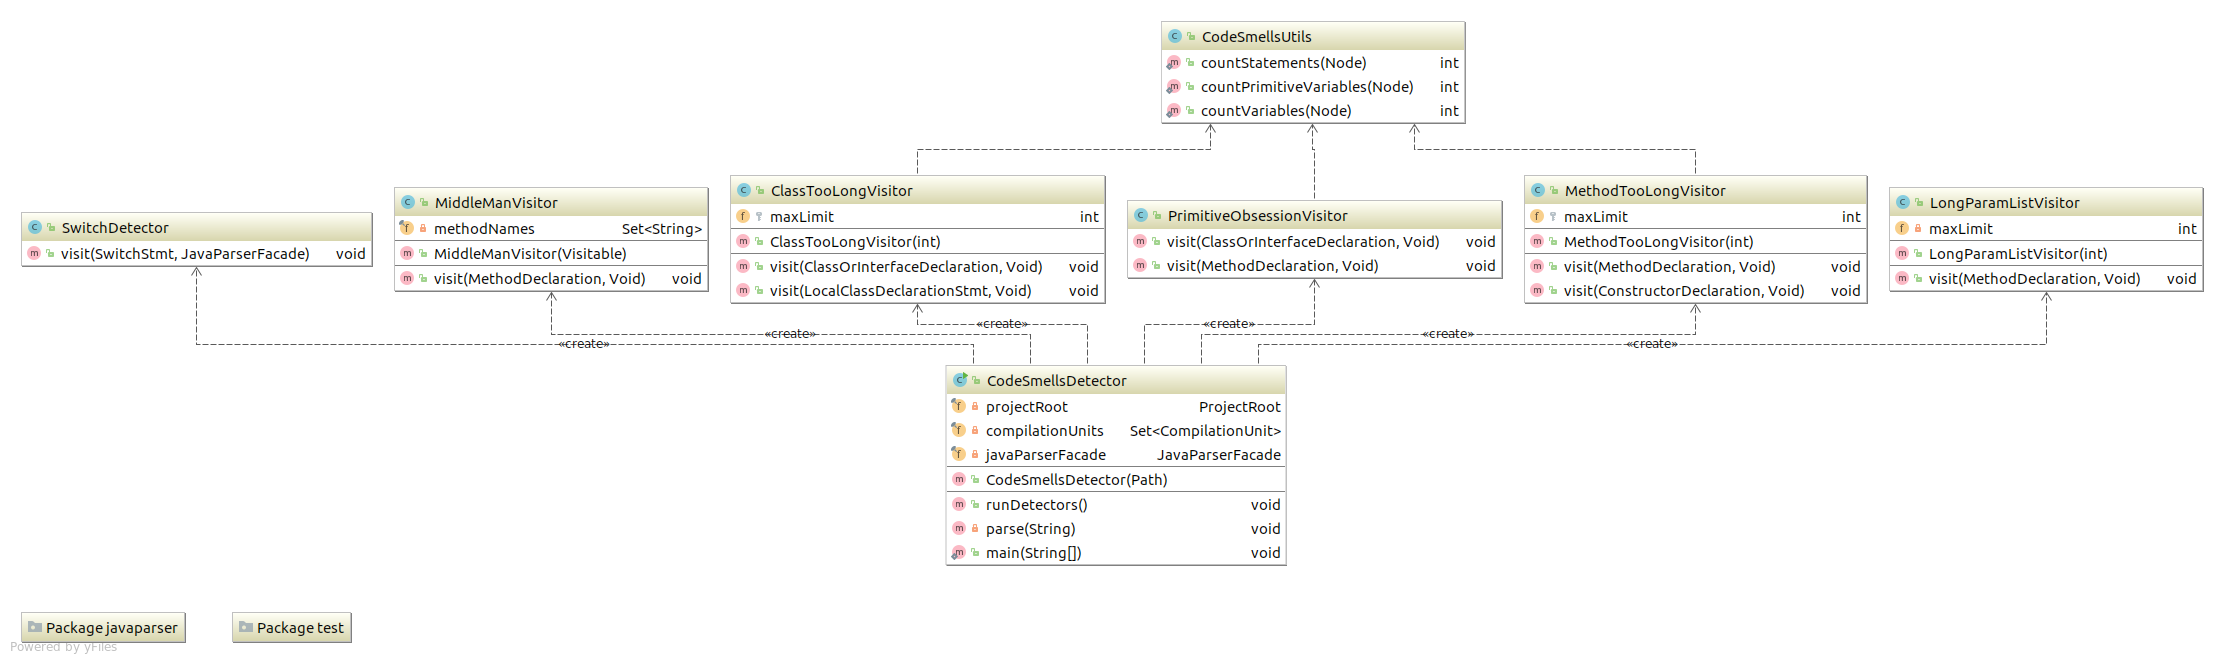 CodeSmellsUtils
countStatements(Node) int
countPrimitiveVariables(Node) int
countVariables(Node) int
SwitchDetector
visit(SwitchStmt, JavaParserFacade) void
MiddleManVisitor
methodNames Set<String>
MiddleManVisitor(Visitable)
visit(MethodDeclaration, Void) void
ClassTooLongVisitor
maxLimit int
ClassTooLongVisitor(int)
visit(ClassOrInterfaceDeclaration, Void) void
visit(LocalClassDeclarationStmt, Void) void
PrimitiveObsessionVisitor
visit(ClassOrInterfaceDeclaration, Void) void
visit(MethodDeclaration, Void) void
MethodTooLongVisitor
maxLimit int
MethodTooLongVisitor(int)
visit(MethodDeclaration, Void) void
visit(ConstructorDeclaration, Void) void
LongParamListVisitor
maxLimit int
LongParamListVisitor(int)
visit(MethodDeclaration, Void) void
«create»
«create»
«create»
«create»
«create»
«create»
CodeSmellsDetector
projectRoot ProjectRoot
compilationUnits Set<CompilationUnit>
javaParserFacade JavaParserFacade
CodeSmellsDetector(Path)
runDetectors() void
parse(String) void
main(String[]) void
Package javaparser
Package test
Powered by yFiles